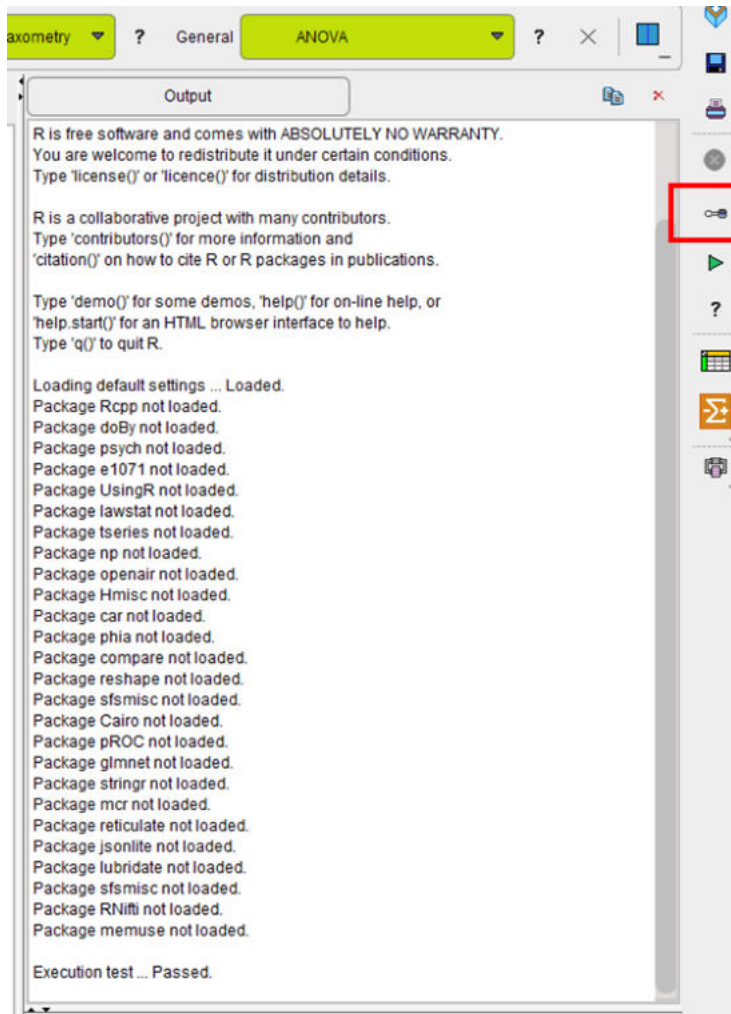 axometry ? General ANOVA ?
Output
R is free software and comes with ABSOLUTELY NO WARRANTY.
You are welcome to redistribute it under certain conditions.
Type 'license()' or 'licence()' for distribution details.
R is a collaborative project with many contributors.
Type 'contributors()' for more information and
'citation()' on how to cite R or R packages in publications.
Type 'demo()' for some demos, 'help()' for on-line help, or
'help.start()' for an HTML browser interface to help.
Type 'q()' to quit R.
Loading default settings ... Loaded.
Package Rcpp not loaded.
Package doBy not loaded.
Package psych not loaded.
Package e1071 not loaded.
Package UsingR not loaded.
Package lawstat not loaded.
Package tseries not loaded.
Package np not loaded.
Package openair not loaded.
Package Hmisc not loaded.
Package car not loaded.
Package phia not loaded.
Package compare not loaded.
Package reshape not loaded.
Package sfsmisc not loaded.
Package Cairo not loaded.
Package pROC not loaded.
Package glmnet not loaded.
Package stringr not loaded.
Package mcr not loaded.
Package reticulate not loaded.
Package jsonlite not loaded.
Package lubridate not loaded.
Package sfsmisc not loaded.
Package RNifti not loaded.
Package memuse not loaded.
Execution test ... Passed.
?